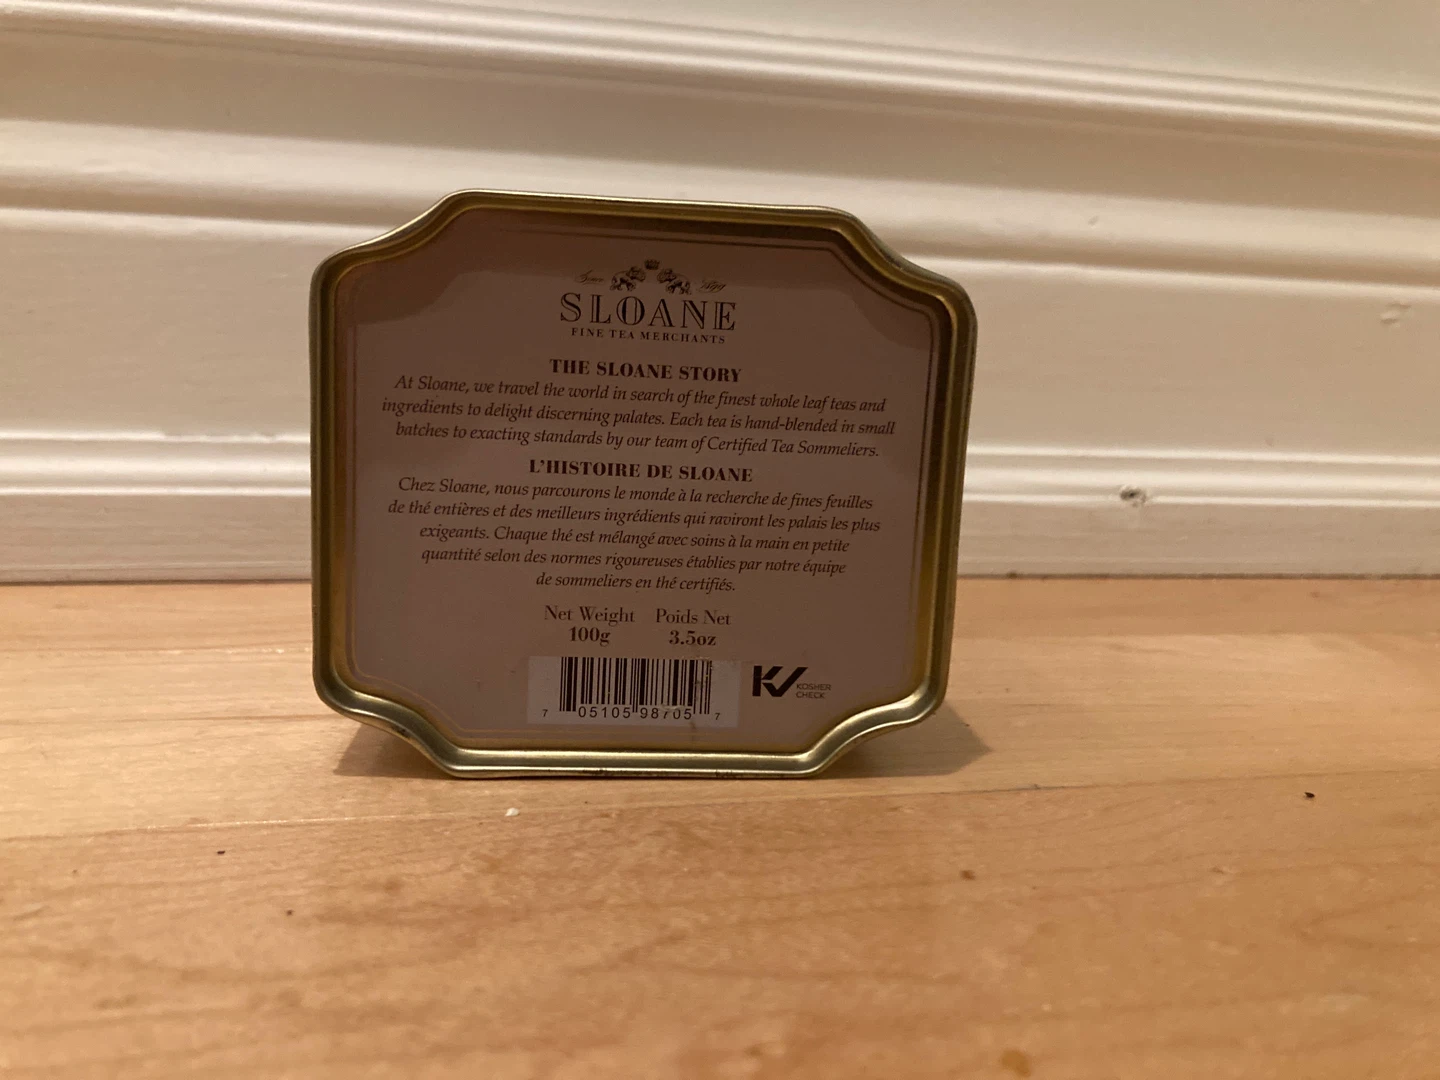 SLOANE
FINE TEA MERCHANTS
THE SLOANE STORY
At Sloane, we travel the world in search of the finest whole leaf teas and
ingredients to delight discerning palates. Each tea is hand-blended in small
batches to exacting standards by our team of Certified Tea Sommeliers.
L'HISTOIRE DE SLOANE
Chez Sloane, nous parcourons le monde à la recherche de fines feuilles
de thé entières et des meilleurs ingrédients qui raviront les palais les plus
exigeants. Chaque thé est mélangé avec soins à la main en petite
quantité selon des normes rigoureuses établies par notre équipe
de sommeliers en thé certifiés.
Net Weight Poids Net
100g 3.5oz
7 05105 98705 7
KV KOSHER
CHECK